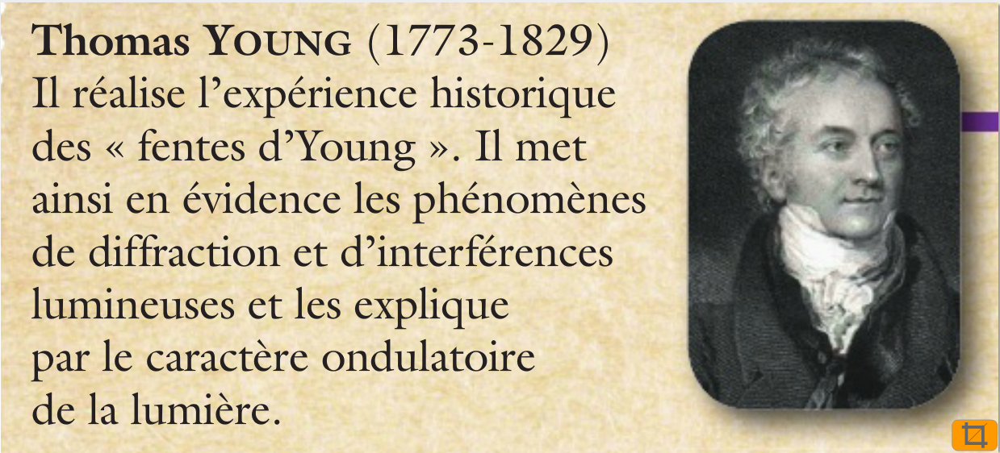 Thomas YOUNG (1773-1829)
Il réalise l’expérience historique
des « fentes d’Young ». Il met
ainsi en évidence les phénomènes
de diffraction et d’interférences
lumineuses et les explique
par le caractère ondulatoire
de la lumière.